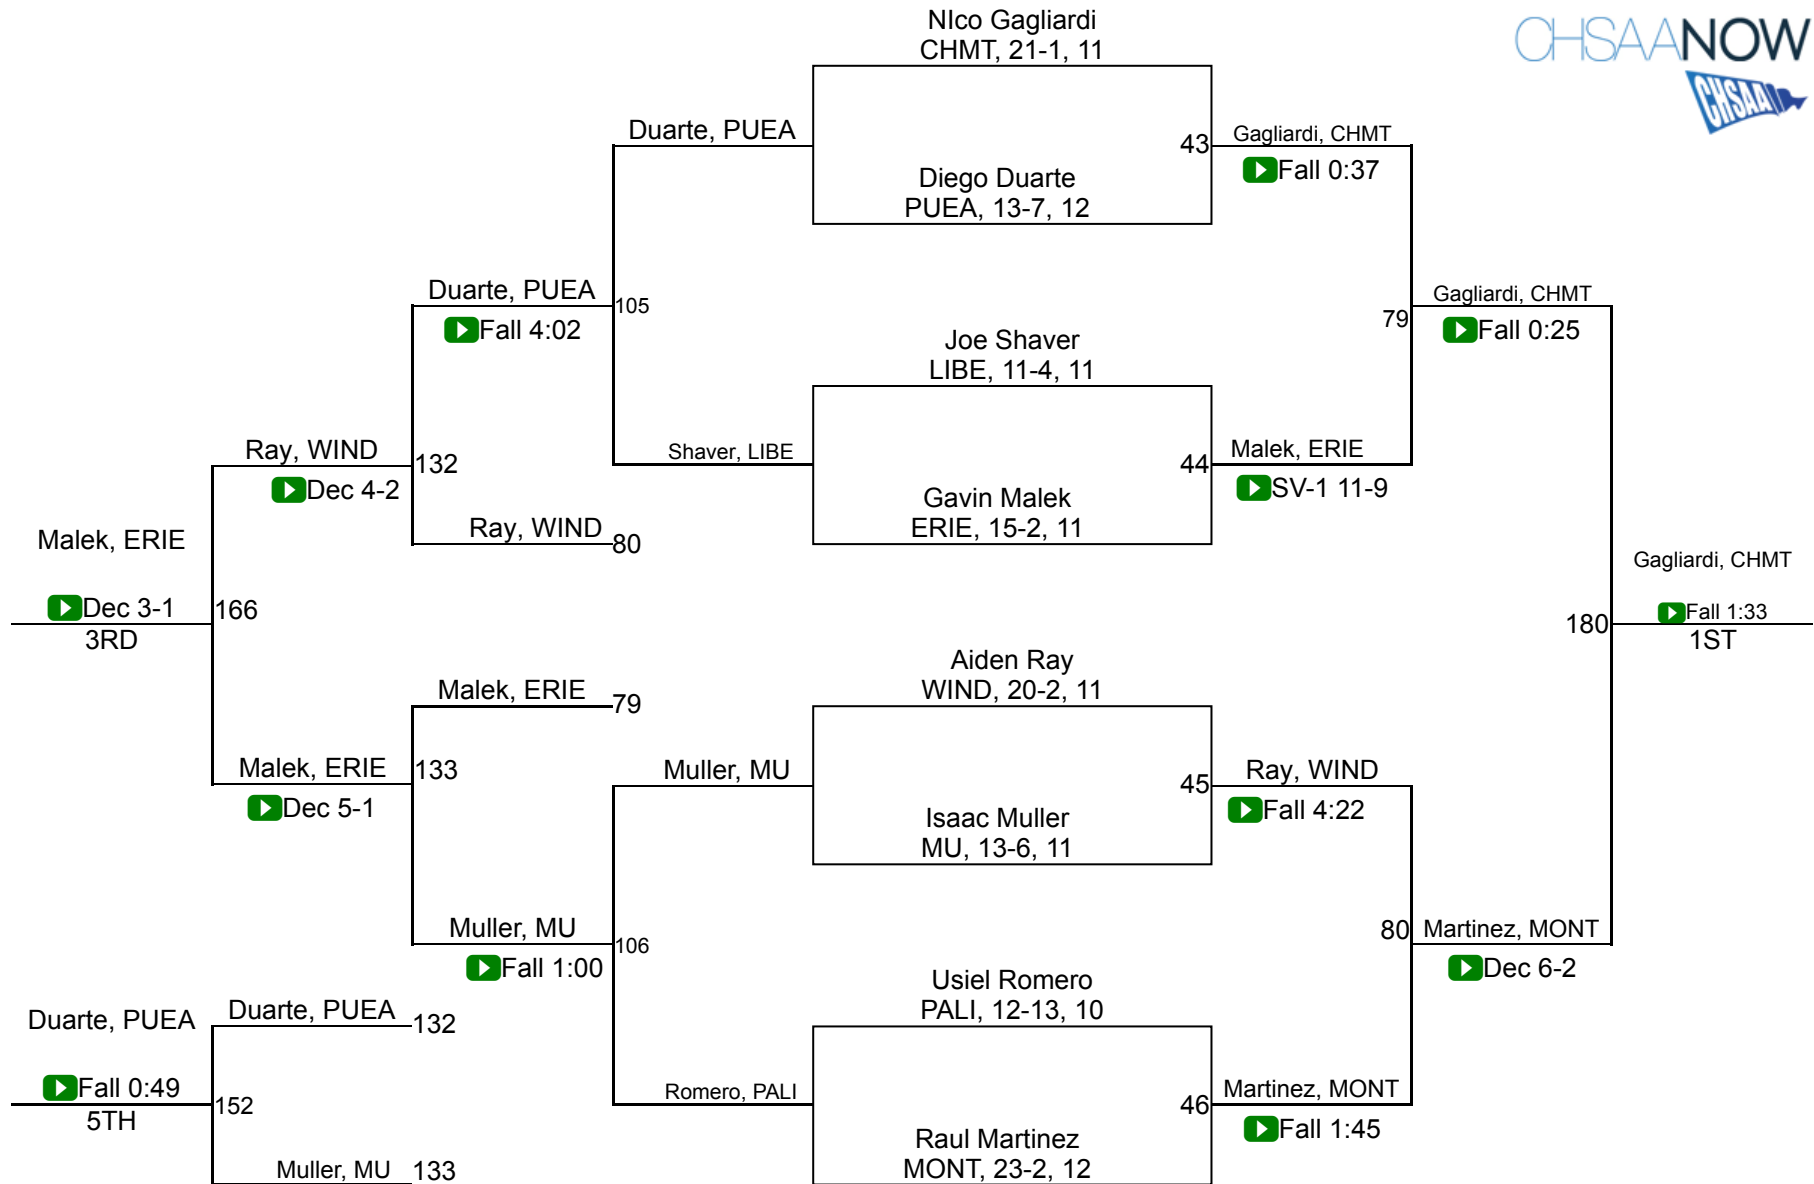 CHSAANOW
CHSAA
NIco Gagliardi
CHMT, 21-1, 11
Duarte, PUEA
43
Gagliardi, CHMT
Fall 0:37
Diego Duarte
PUEA, 13-7, 12
Duarte, PUEA
105
Fall 4:02
Gagliardi, CHMT
79
Fall 0:25
Joe Shaver
LIBE, 11-4, 11
Ray, WIND
132
Dec 4-2
Shaver, LIBE
44
Malek, ERIE
SV-1 11-9
Gavin Malek
ERIE, 15-2, 11
Ray, WIND
80
Malek, ERIE
Dec 3-1
166
3RD
Gagliardi, CHMT
180
Fall 1:33
1ST
Aiden Ray
WIND, 20-2, 11
Malek, ERIE
79
Malek, ERIE
133
Dec 5-1
Muller, MU
45
Ray, WIND
Fall 4:22
Isaac Muller
MU, 13-6, 11
Muller, MU
106
Fall 1:00
80
Martinez, MONT
Dec 6-2
Usiel Romero
PALI, 12-13, 10
Duarte, PUEA
Duarte, PUEA
132
Fall 0:49
152
5TH
Romero, PALI
46
Martinez, MONT
Fall 1:45
Raul Martinez
MONT, 23-2, 12
Muller, MU
133